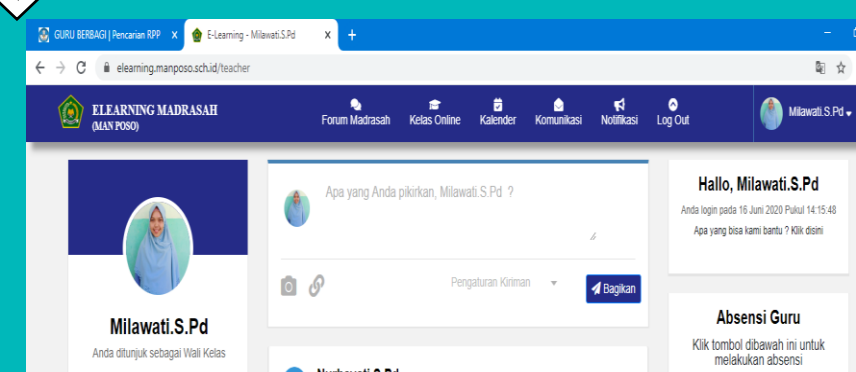 GURU BERBAGI | Pencarian RPP
E-Learning - Milawati.S.Pd
elearning.manposo.sch.id/teacher
ELEARNING MADRASAH
(MAN POSO)
Forum Madrasah
Kelas Online
Kalender
Komunikasi
Notifikasi
Log Out
Milawati.S.Pd
Milawati.S.Pd
Anda ditunjuk sebagai Wali Kelas
Apa yang Anda pikirkan, Milawati.S.Pd ?
Pengaturan Kiriman
Bagikan
Hallo, Milawati.S.Pd
Anda login pada 16 Juni 2020 Pukul 14:15:48
Apa yang bisa kami bantu ? Klik disini
Absensi Guru
Klik tombol dibawah ini untuk
melakukan absensi